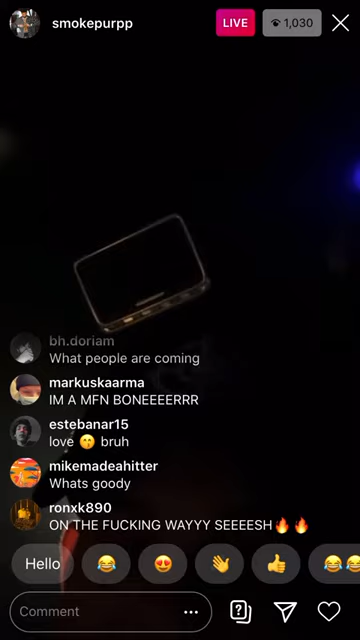 smokepurpp LIVE 1,030
bh.doriam
What people are coming
markuskaarma
IM A MFN BONEEEERRR
estebanar15
love 😙 bruh
mikemadeahitter
Whats goody
ronxk890
ON THE FUCKING WAYYY SEEEESH🔥🔥
Hello 😂 😍 👋 👍 😂😂
Comment